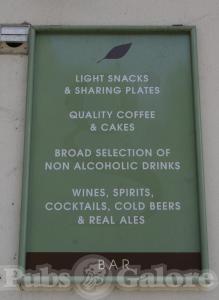 LIGHT SNACKS
& SHARING PLATES
QUALITY COFFEE
& CAKES
BROAD SELECTION OF
NON ALCOHOLIC DRINKS
WINES, SPIRITS,
COCKTAILS, COLD BEERS
& REAL ALES
BAR
Pubs Galore